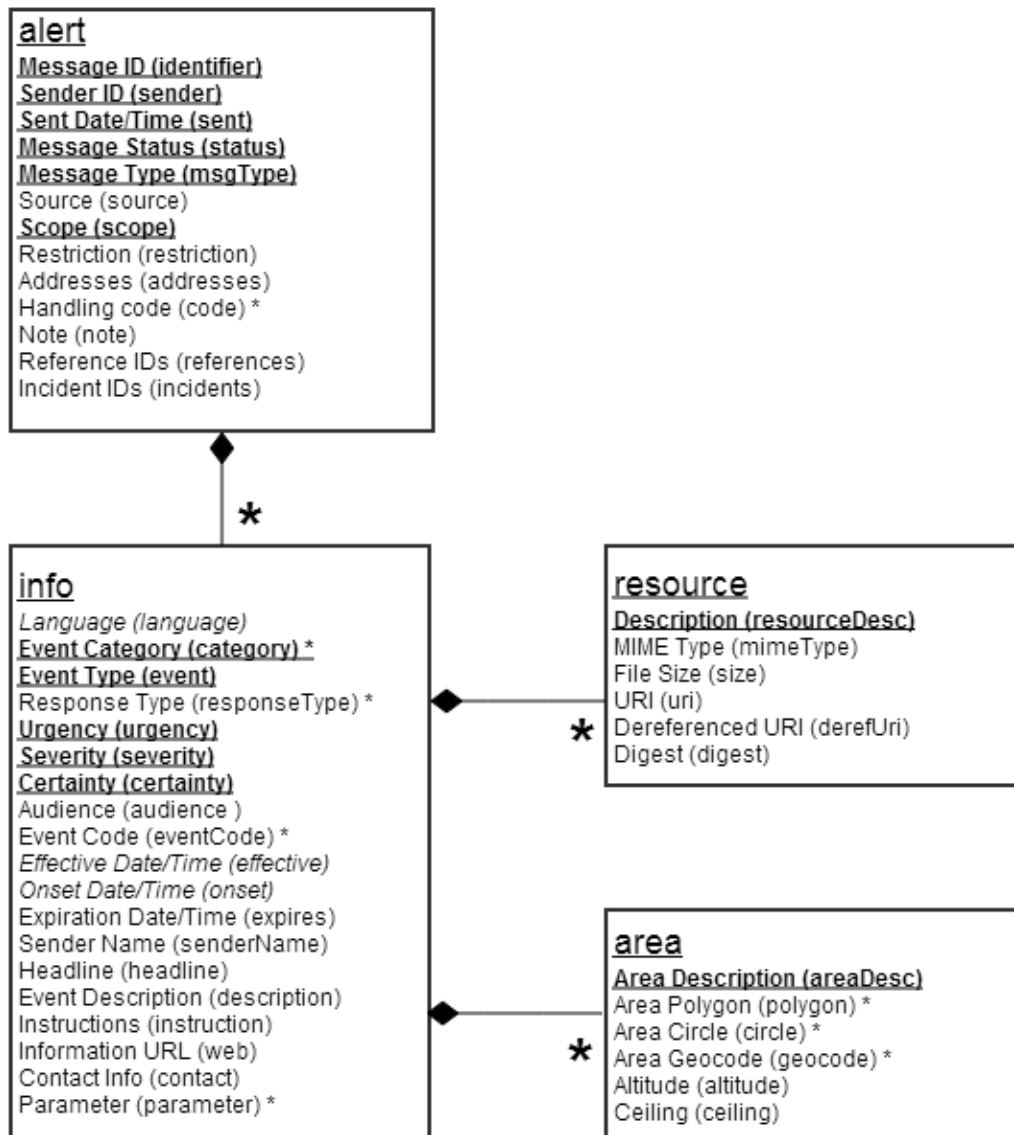 alert
Message ID (identifier)
Sender ID (sender)
Sent Date/Time (sent)
Message Status (status)
Message Type (msgType)
Source (source)
Scope (scope)
Restriction (restriction)
Addresses (addresses)
Handling code (code) *
Note (note)
Reference IDs (references)
Incident IDs (incidents)
*
info
Language (language)
Event Category (category) *
Event Type (event)
Response Type (responseType) *
Urgency (urgency)
Severity (severity)
Certainty (certainty)
Audience (audience )
Event Code (eventCode) *
Effective Date/Time (effective)
Onset Date/Time (onset)
Expiration Date/Time (expires)
Sender Name (senderName)
Headline (headline)
Event Description (description)
Instructions (instruction)
Information URL (web)
Contact Info (contact)
Parameter (parameter) *
*
resource
Description (resourceDesc)
MIME Type (mimeType)
File Size (size)
URI (uri)
Dereferenced URI (derefUri)
Digest (digest)
*
area
Area Description (areaDesc)
Area Polygon (polygon) *
Area Circle (circle) *
Area Geocode (geocode) *
Altitude (altitude)
Ceiling (ceiling)